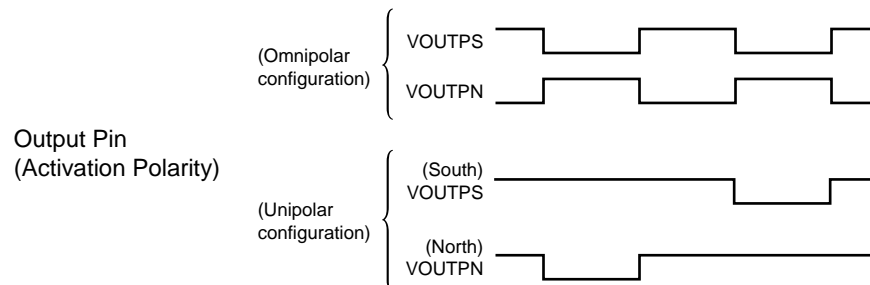 Output Pin
(Activation Polarity)
(Omnipolar
configuration)
VOUTPS
VOUTPN
(Unipolar
configuration)
(South)
VOUTPS
(North)
VOUTPN